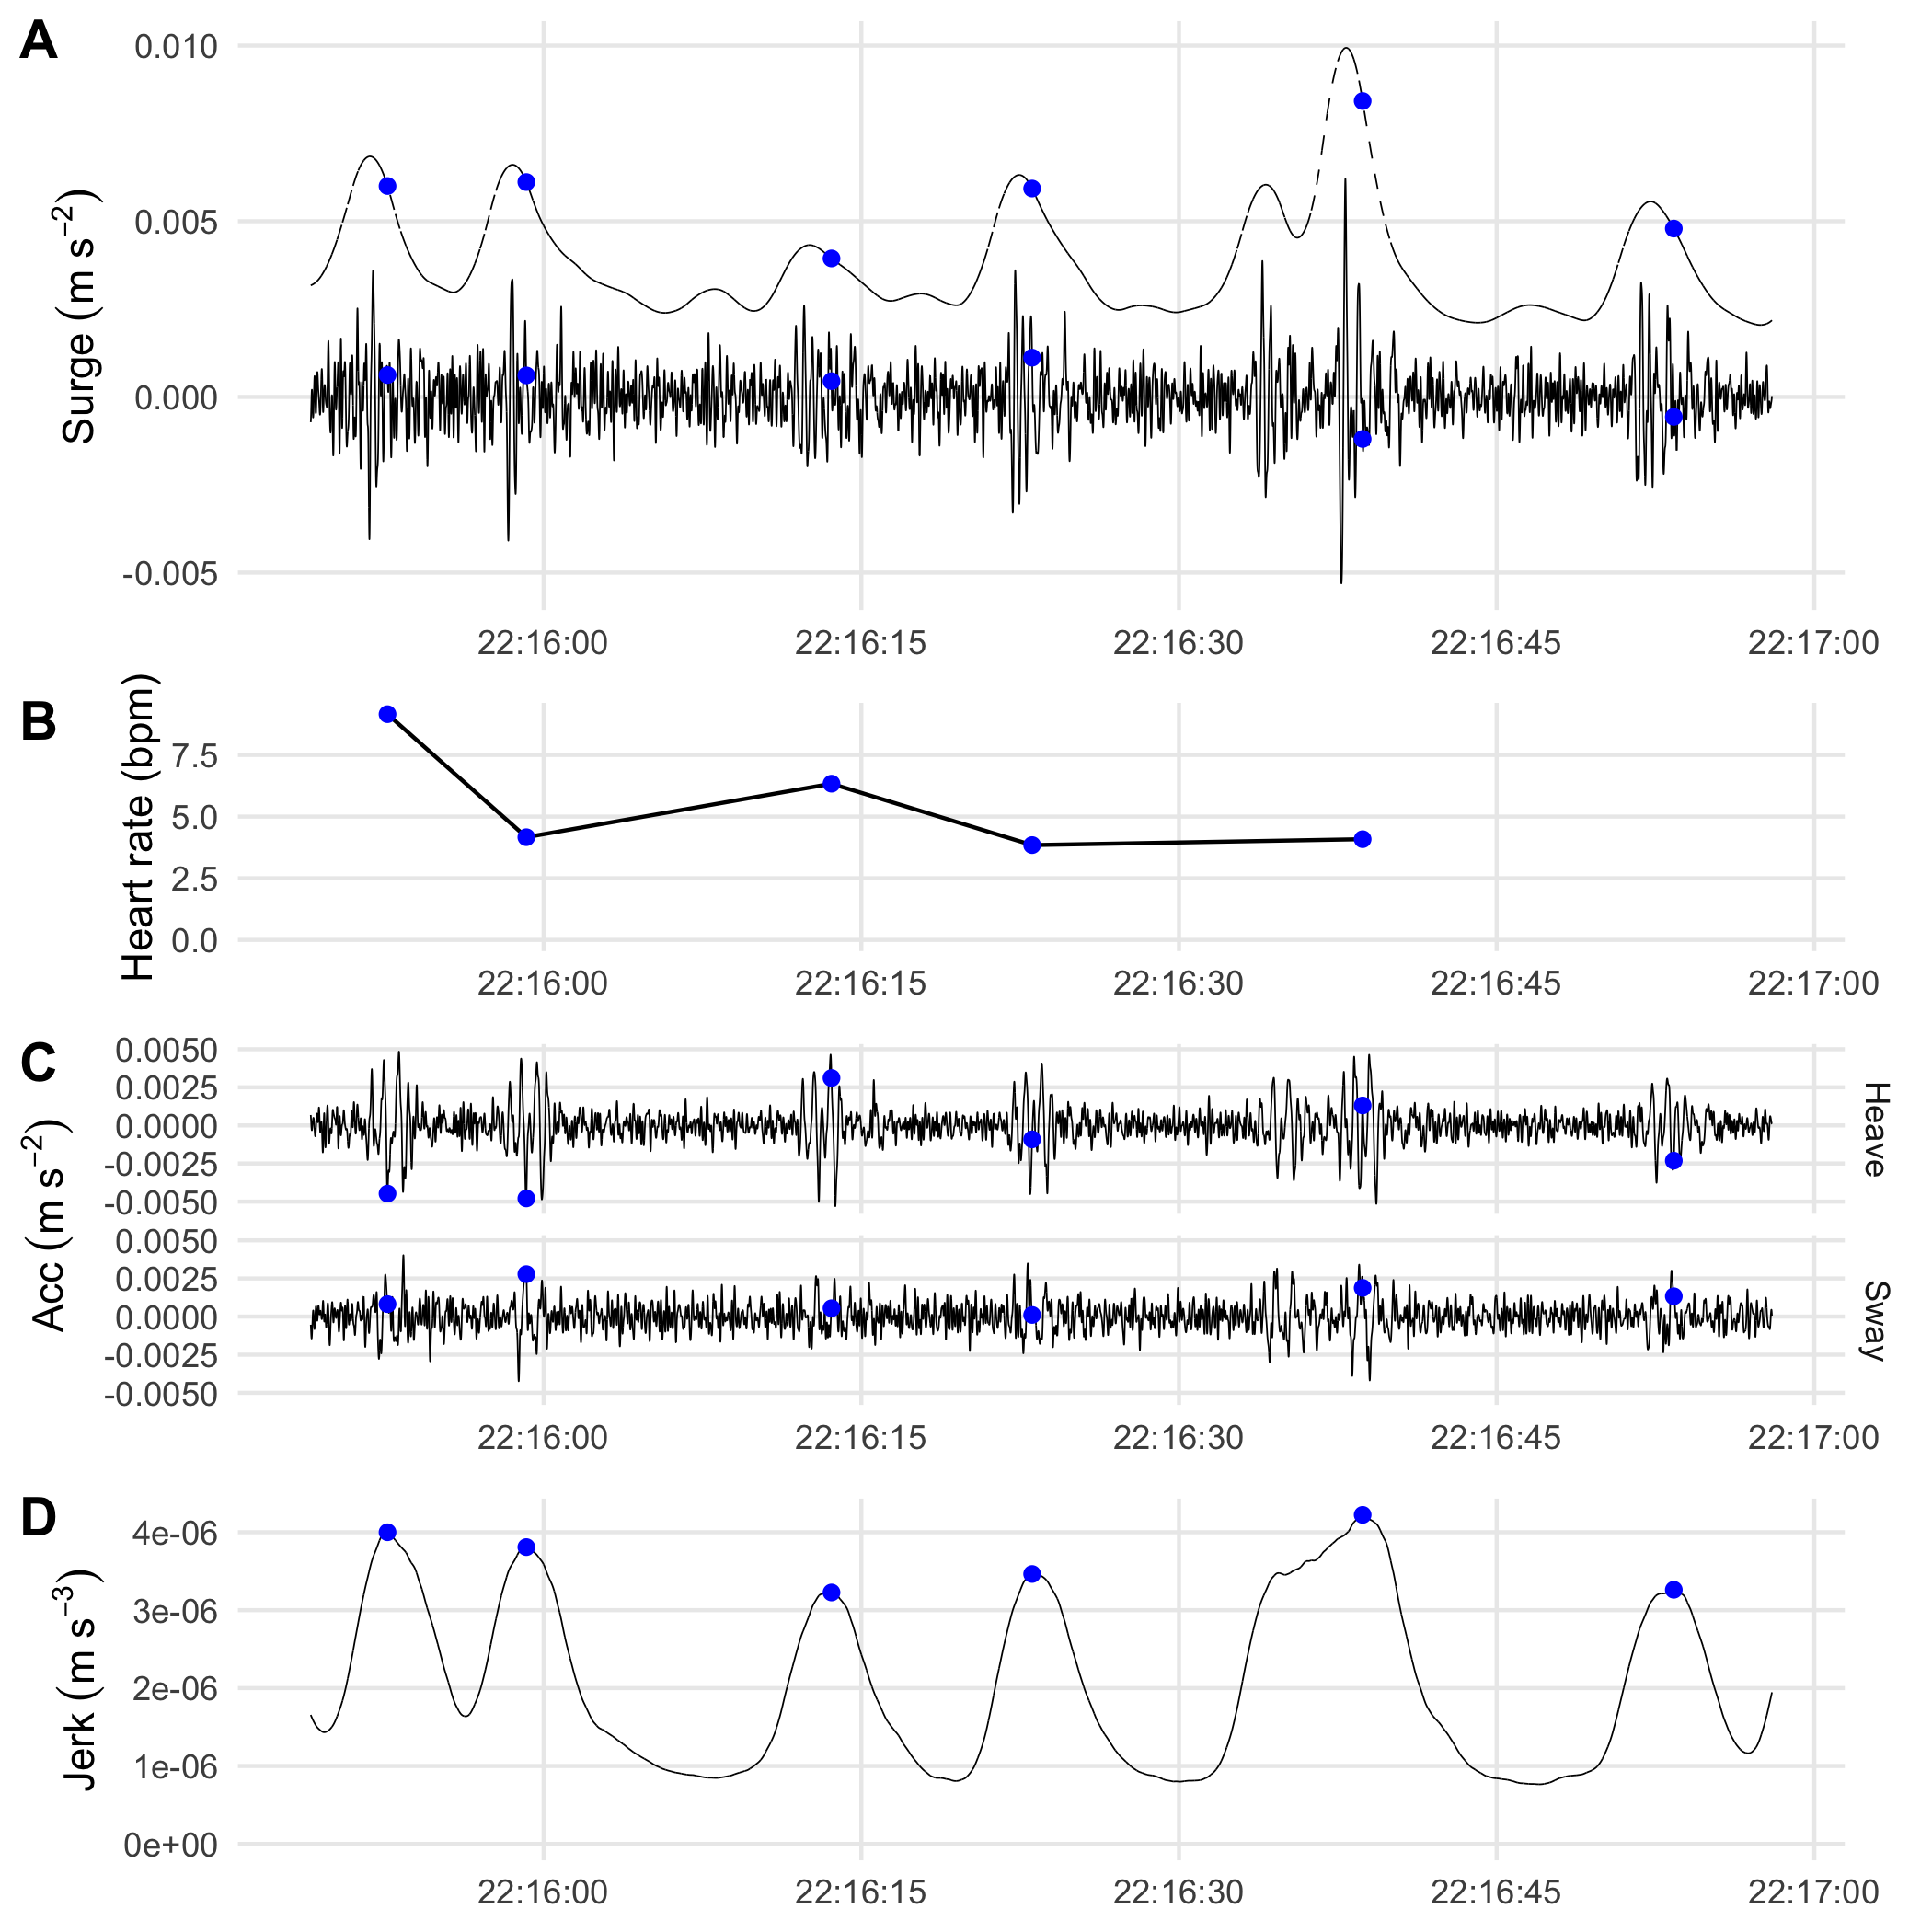 A
Surge (m s−2)
0.010
0.005
0.000
-0.005
22:16:00 22:16:15 22:16:30 22:16:45 22:17:00
B
Heart rate (bpm)
7.5
5.0
2.5
0.0
22:16:00 22:16:15 22:16:30 22:16:45 22:17:00
C
Acc (m s−2)
0.0050
0.0025
0.0000
-0.0025
-0.0050
Heave
0.0050
0.0025
0.0000
-0.0025
-0.0050
Sway
22:16:00 22:16:15 22:16:30 22:16:45 22:17:00
D
Jerk (m s−3)
4e-06
3e-06
2e-06
1e-06
0e+00
22:16:00 22:16:15 22:16:30 22:16:45 22:17:00